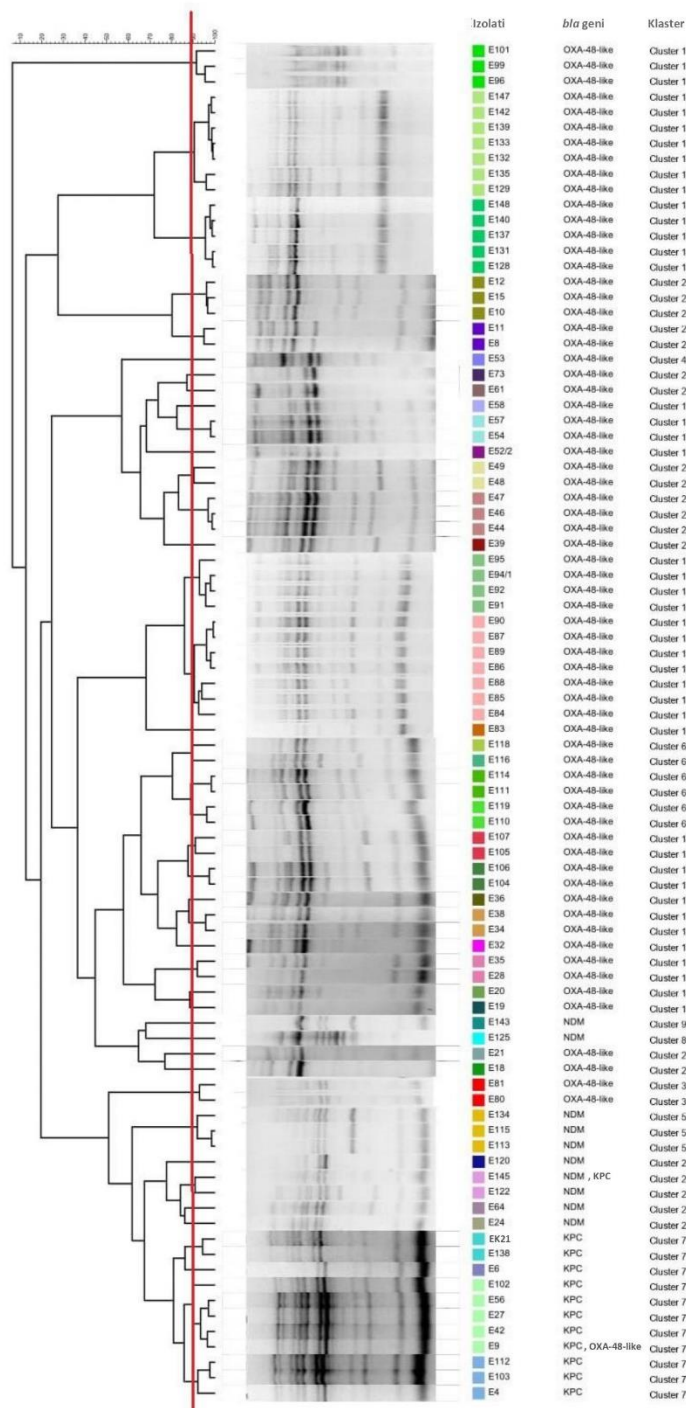 Izolati bla geni Klaster
10 20 30 40 50 60 70 80 90 100
E101 OXA-48-like Cluster 1
E99 OXA-48-like Cluster 1
E96 OXA-48-like Cluster 1
E147 OXA-48-like Cluster 1
E142 OXA-48-like Cluster 1
E139 OXA-48-like Cluster 1
E133 OXA-48-like Cluster 1
E132 OXA-48-like Cluster 1
E135 OXA-48-like Cluster 1
E129 OXA-48-like Cluster 1
E148 OXA-48-like Cluster 1
E140 OXA-48-like Cluster 1
E137 OXA-48-like Cluster 1
E131 OXA-48-like Cluster 1
E128 OXA-48-like Cluster 1
E12 OXA-48-like Cluster 2
E15 OXA-48-like Cluster 2
E10 OXA-48-like Cluster 2
E11 OXA-48-like Cluster 2
E8 OXA-48-like Cluster 2
E53 OXA-48-like Cluster 4
E73 OXA-48-like Cluster 2
E61 OXA-48-like Cluster 2
E58 OXA-48-like Cluster 1
E57 OXA-48-like Cluster 1
E54 OXA-48-like Cluster 1
E52/2 OXA-48-like Cluster 1
E49 OXA-48-like Cluster 2
E48 OXA-48-like Cluster 2
E47 OXA-48-like Cluster 2
E46 OXA-48-like Cluster 2
E44 OXA-48-like Cluster 2
E39 OXA-48-like Cluster 2
E95 OXA-48-like Cluster 1
E94/1 OXA-48-like Cluster 1
E92 OXA-48-like Cluster 1
E91 OXA-48-like Cluster 1
E90 OXA-48-like Cluster 1
E87 OXA-48-like Cluster 1
E89 OXA-48-like Cluster 1
E86 OXA-48-like Cluster 1
E88 OXA-48-like Cluster 1
E85 OXA-48-like Cluster 1
E84 OXA-48-like Cluster 1
E83 OXA-48-like Cluster 1
E118 OXA-48-like Cluster 6
E116 OXA-48-like Cluster 6
E114 OXA-48-like Cluster 6
E111 OXA-48-like Cluster 6
E119 OXA-48-like Cluster 6
E110 OXA-48-like Cluster 6
E107 OXA-48-like Cluster 1
E105 OXA-48-like Cluster 1
E106 OXA-48-like Cluster 1
E104 OXA-48-like Cluster 1
E36 OXA-48-like Cluster 1
E38 OXA-48-like Cluster 1
E34 OXA-48-like Cluster 1
E32 OXA-48-like Cluster 1
E35 OXA-48-like Cluster 1
E28 OXA-48-like Cluster 1
E20 OXA-48-like Cluster 1
E19 OXA-48-like Cluster 1
E143 NDM Cluster 9
E125 NDM Cluster 8
E21 OXA-48-like Cluster 2
E18 OXA-48-like Cluster 2
E81 OXA-48-like Cluster 3
E80 OXA-48-like Cluster 3
E134 NDM Cluster 5
E115 NDM Cluster 5
E113 NDM Cluster 5
E120 NDM Cluster 2
E145 NDM , KPC Cluster 2
E122 NDM Cluster 2
E64 NDM Cluster 2
E24 NDM Cluster 2
EK21 KPC Cluster 7
E138 KPC Cluster 7
E6 KPC Cluster 7
E102 KPC Cluster 7
E56 KPC Cluster 7
E27 KPC Cluster 7
E42 KPC Cluster 7
E9 KPC , OXA-48-like Cluster 7
E112 KPC Cluster 7
E103 KPC Cluster 7
E4 KPC Cluster 7